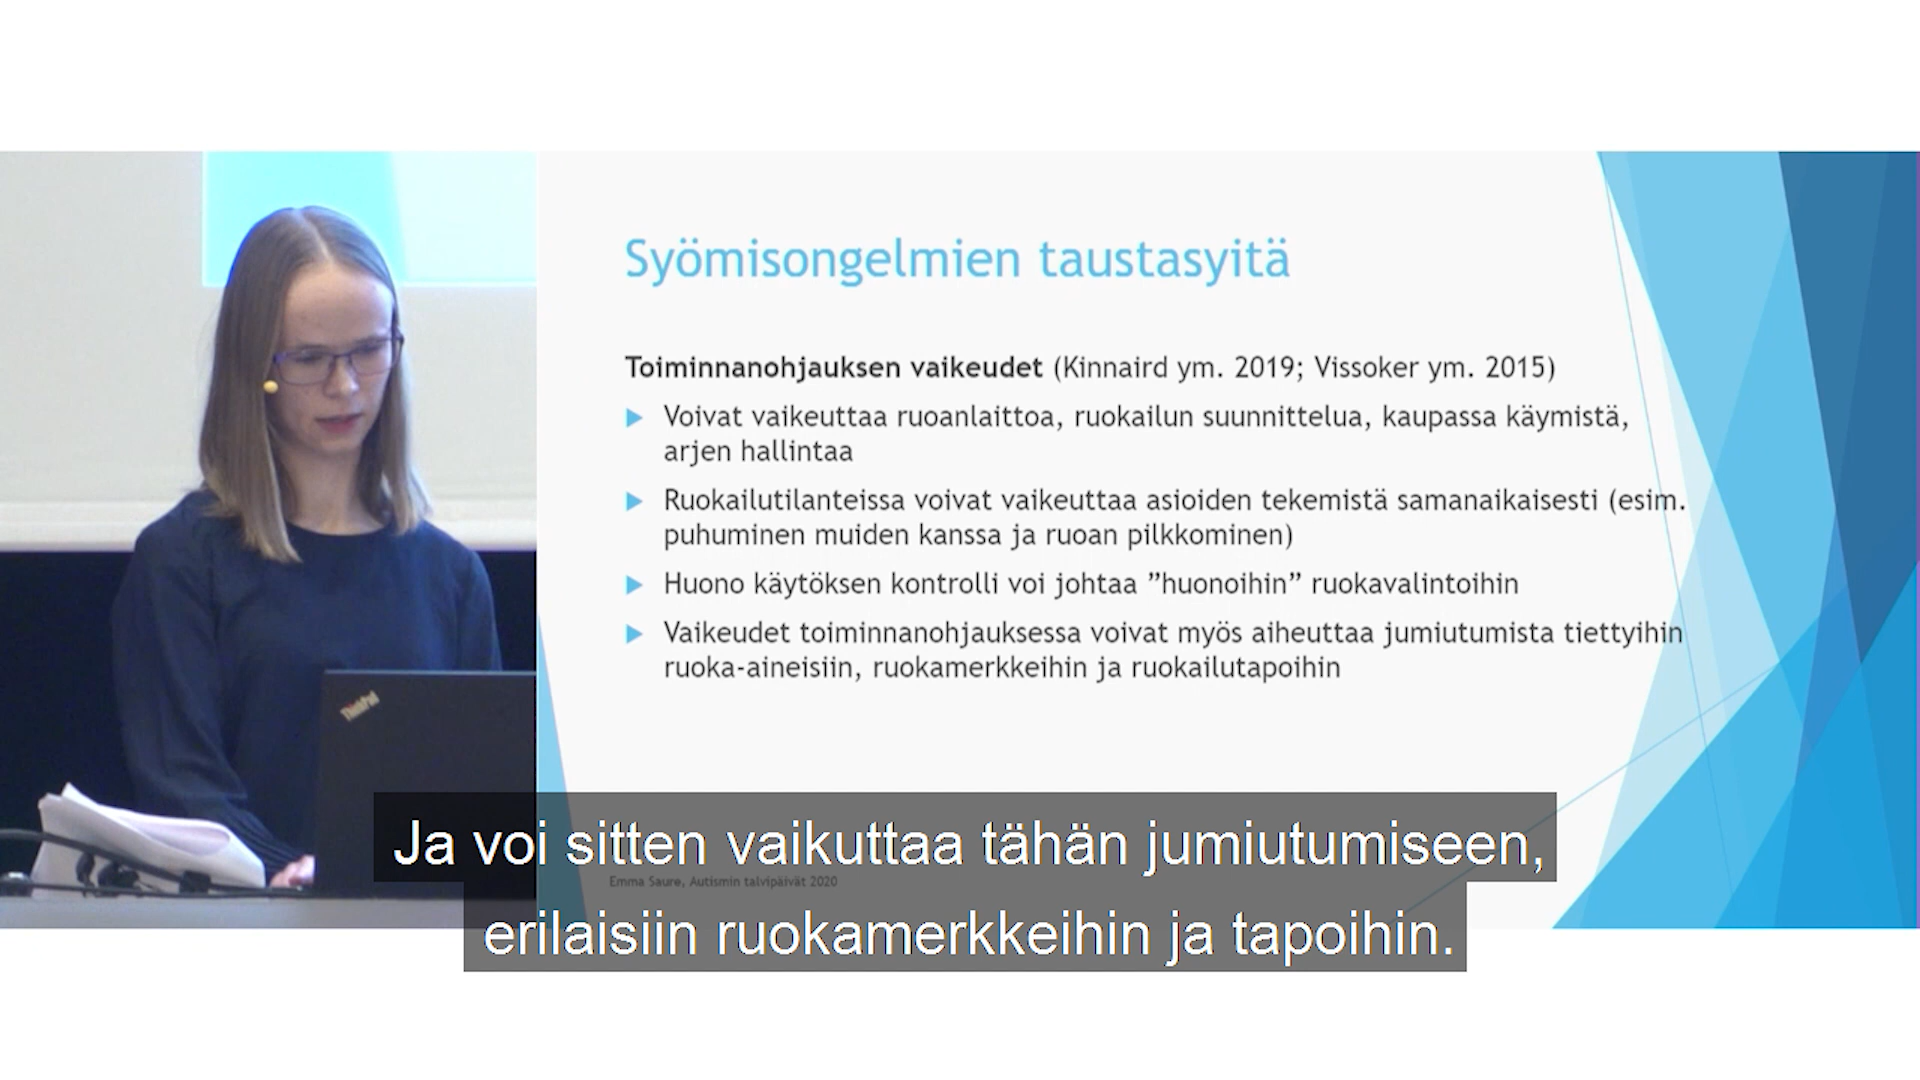 Syömisongelmien taustasyitä
Toiminnanohjauksen vaikeudet (Kinnaird ym. 2019; Vissoker ym. 2015)
Voivat vaikeuttaa ruoanlaittoa, ruokailun suunnittelua, kaupassa käymistä,
arjen hallintaa
Ruokailutilanteissa voivat vaikeuttaa asioiden tekemistä samanaikaisesti (esim.
puhuminen muiden kanssa ja ruoan pilkkominen)
Huono käytöksen kontrolli voi johtaa ”huonoihin” ruokavalintoihin
Vaikeudet toiminnanohjauksessa voivat myös aiheuttaa jumiutumista tiettyihin
ruoka-aineisiin, ruokamerkkeihin ja ruokailutapoihin
ThinkPad
Ja voi sitten vaikuttaa tähän jumiutumiseen,
Emma Saure, Autismin talvipäivät 2020
erilaisiin ruokamerkkeihin ja tapoihin.